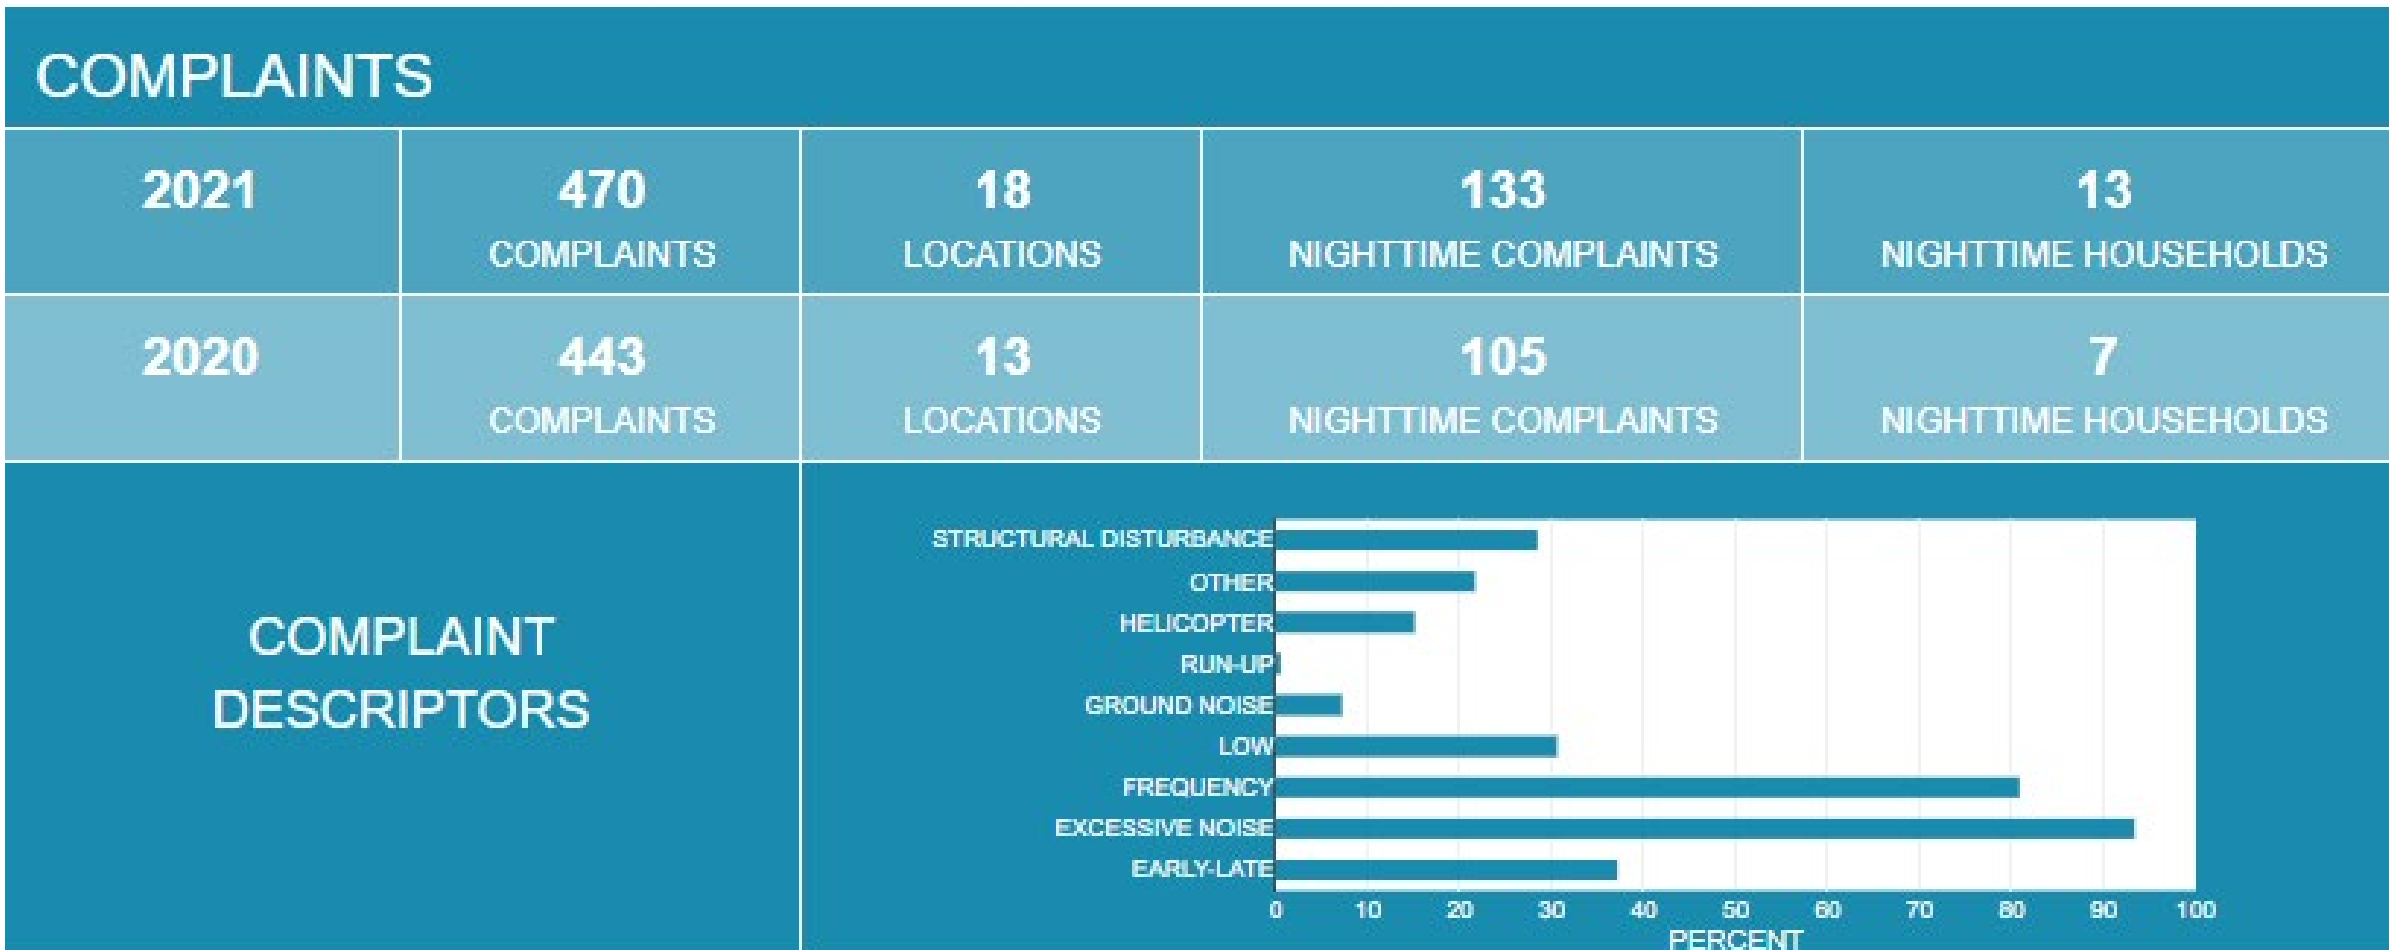 COMPLAINTS
2021
470
COMPLAINTS
18
LOCATIONS
133
NIGHTTIME COMPLAINTS
13
NIGHTTIME HOUSEHOLDS
2020
443
COMPLAINTS
13
LOCATIONS
105
NIGHTTIME COMPLAINTS
7
NIGHTTIME HOUSEHOLDS
COMPLAINT
DESCRIPTORS
STRUCTURAL DISTURBANCE
OTHER
HELICOPTER
RUN-UP
GROUND NOISE
LOW
FREQUENCY
EXCESSIVE NOISE
EARLY-LATE
0 10 20 30 40 50 60 70 80 90 100
PERCENT